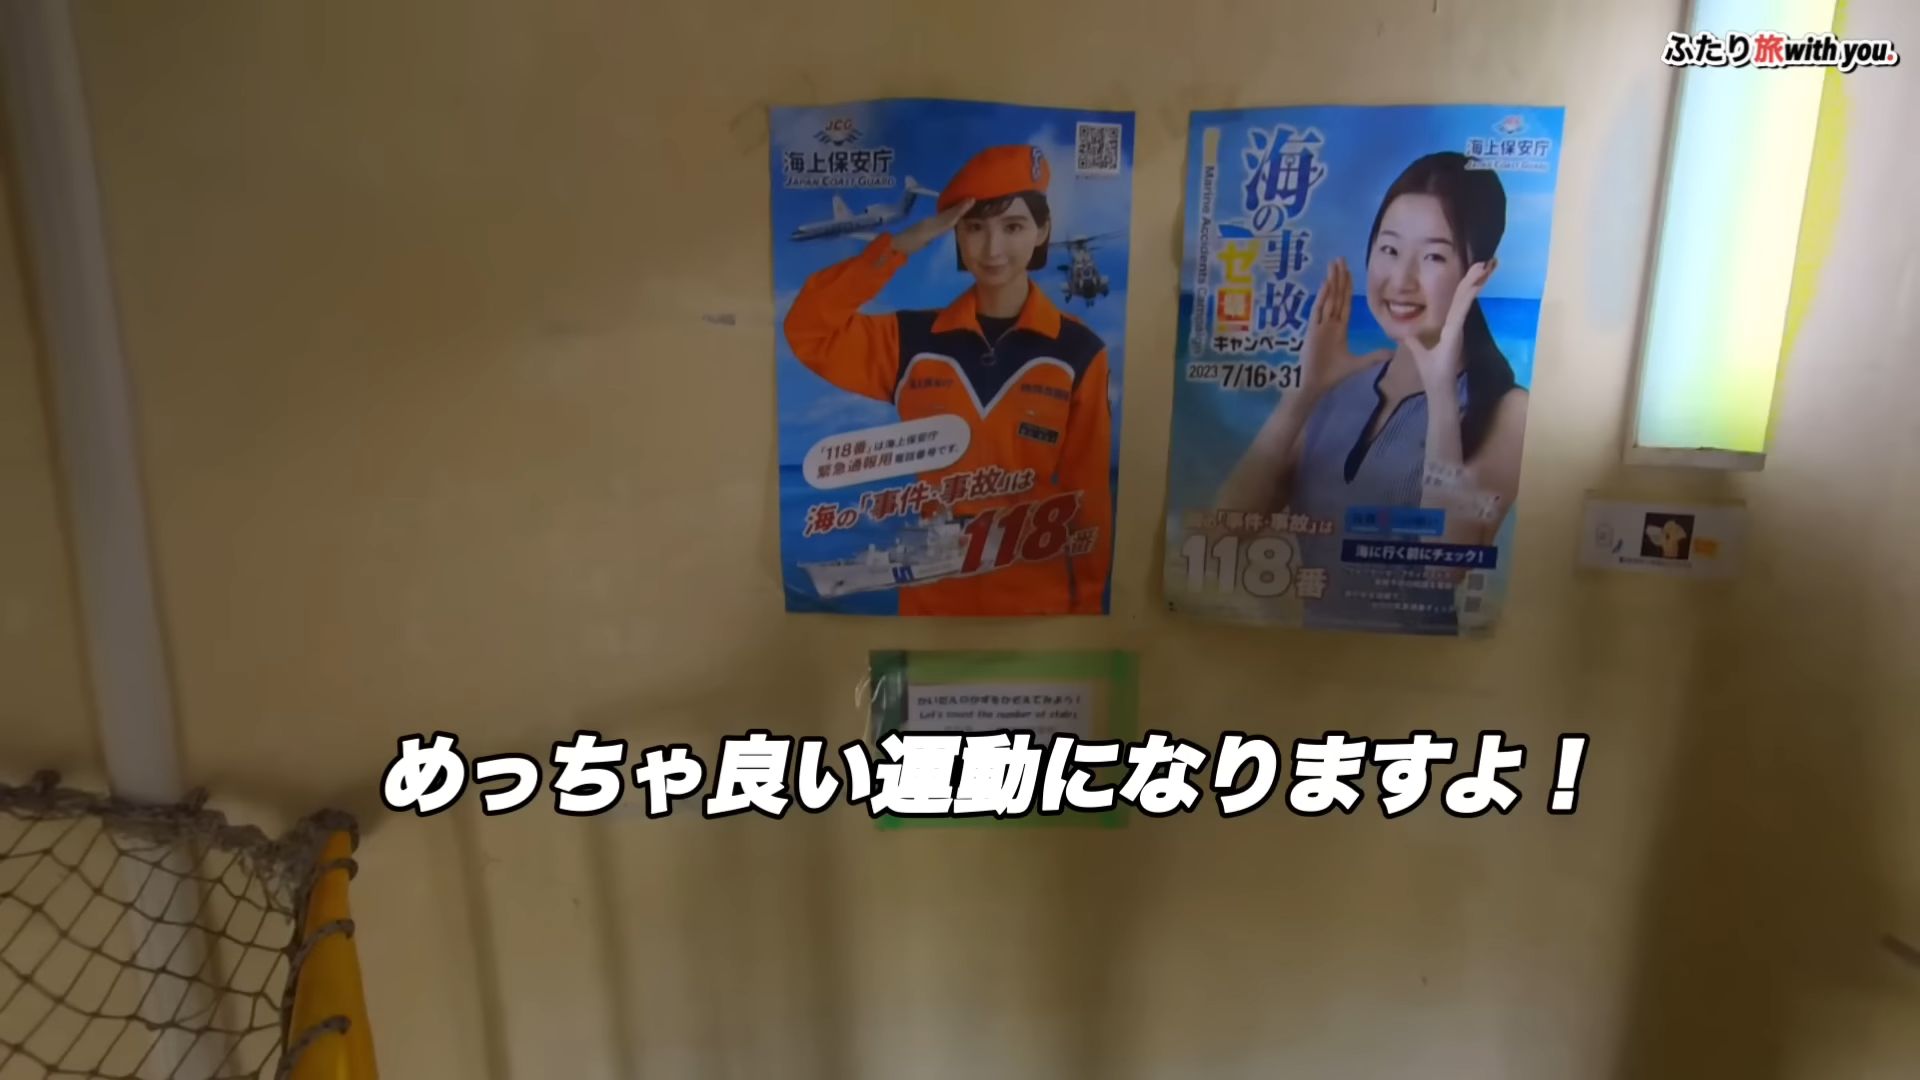 ふたり旅with you.
JCG
海上保安庁
JAPAN COAST GUARD
「118番」は海上保安庁
緊急通報用電話番号です。
海の「事件・事故」は
118番
海上保安庁
JAPAN COAST GUARD
海の事故
ゼロ
キャンペーン
Marine Accidents Campaign
2023 7/16▸31
海の「事件・事故」は
118番
海に行く前にチェック!
かいだんのかずをかぞえてみよう!
Let's count the number of stairs
めっちゃ良い運動になりますよ！